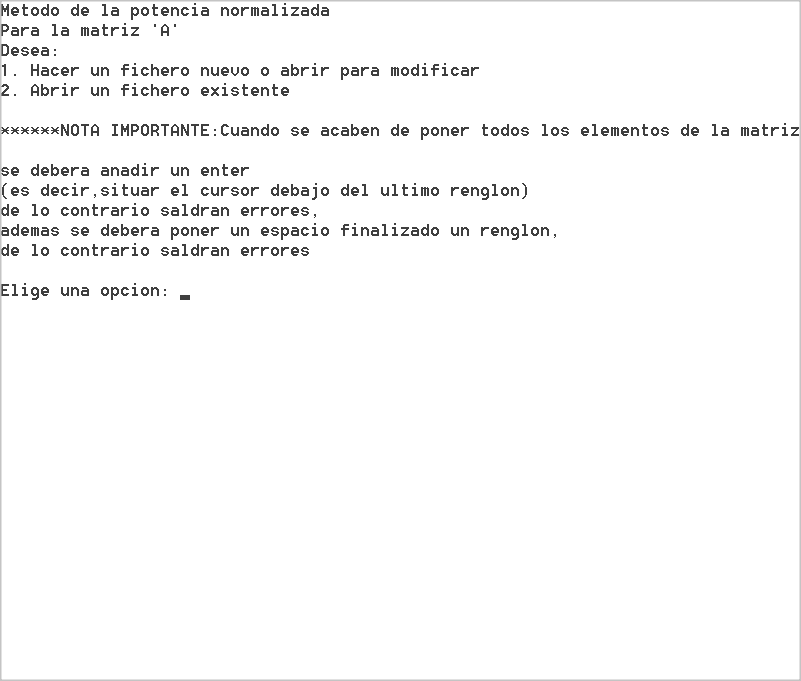 Metodo de la potencia normalizada
Para la matriz 'A'
Desea:
1. Hacer un fichero nuevo o abrir para modificar
2. Abrir un fichero existente
******NOTA IMPORTANTE:Cuando se acaben de poner todos los elementos de la matriz
se debera anadir un enter
(es decir,situar el cursor debajo del ultimo renglon)
de lo contrario saldran errores,
ademas se debera poner un espacio finalizado un renglon,
de lo contrario saldran errores
Elige una opcion: _